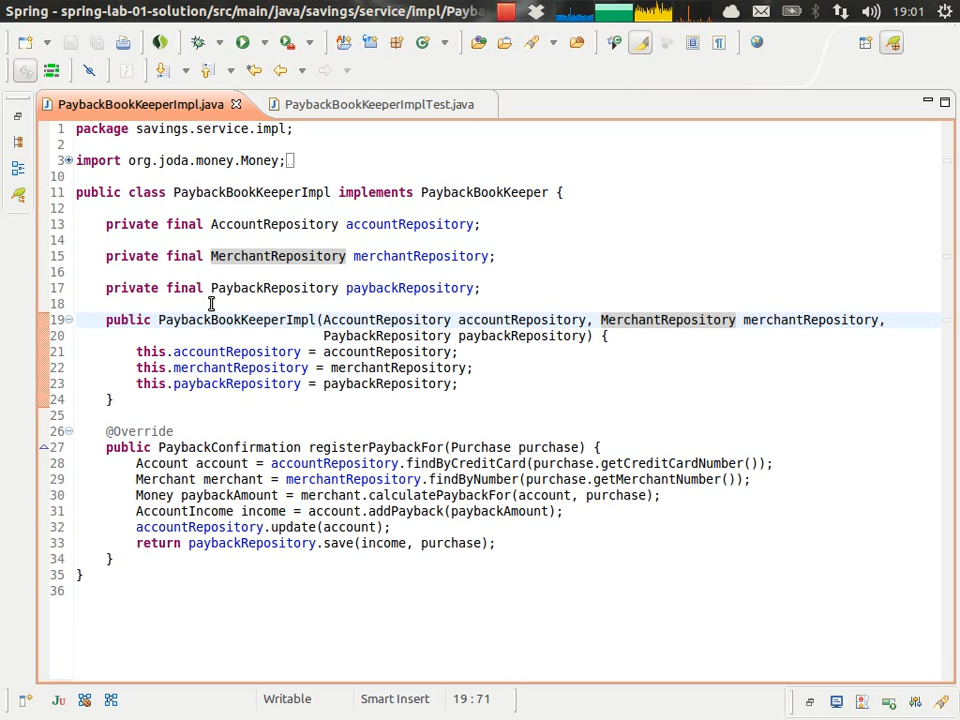 Spring - spring-lab-01-solution/src/main/java/savings/service/impl/Payb
19:01
PaybackBookKeeperImpl.java
PaybackBookKeeperImplTest.java
1 package savings.service.impl;
2
3 import org.joda.money.Money;
10
11 public class PaybackBookKeeperImpl implements PaybackBookKeeper {
12
13 private final AccountRepository accountRepository;
14
15 private final MerchantRepository merchantRepository;
16
17 private final PaybackRepository paybackRepository;
18
19 public PaybackBookKeeperImpl(AccountRepository accountRepository, MerchantRepository merchantRepository,
20 PaybackRepository paybackRepository) {
21 this.accountRepository = accountRepository;
22 this.merchantRepository = merchantRepository;
23 this.paybackRepository = paybackRepository;
24 }
25
26 @Override
27 public PaybackConfirmation registerPaybackFor(Purchase purchase) {
28 Account account = accountRepository.findByCreditCard(purchase.getCreditCardNumber());
29 Merchant merchant = merchantRepository.findByNumber(purchase.getMerchantNumber());
30 Money paybackAmount = merchant.calculatePaybackFor(account, purchase);
31 AccountIncome income = account.addPayback(paybackAmount);
32 accountRepository.update(account);
33 return paybackRepository.save(income, purchase);
34 }
35 }
36
Writable
Smart Insert
19 : 71